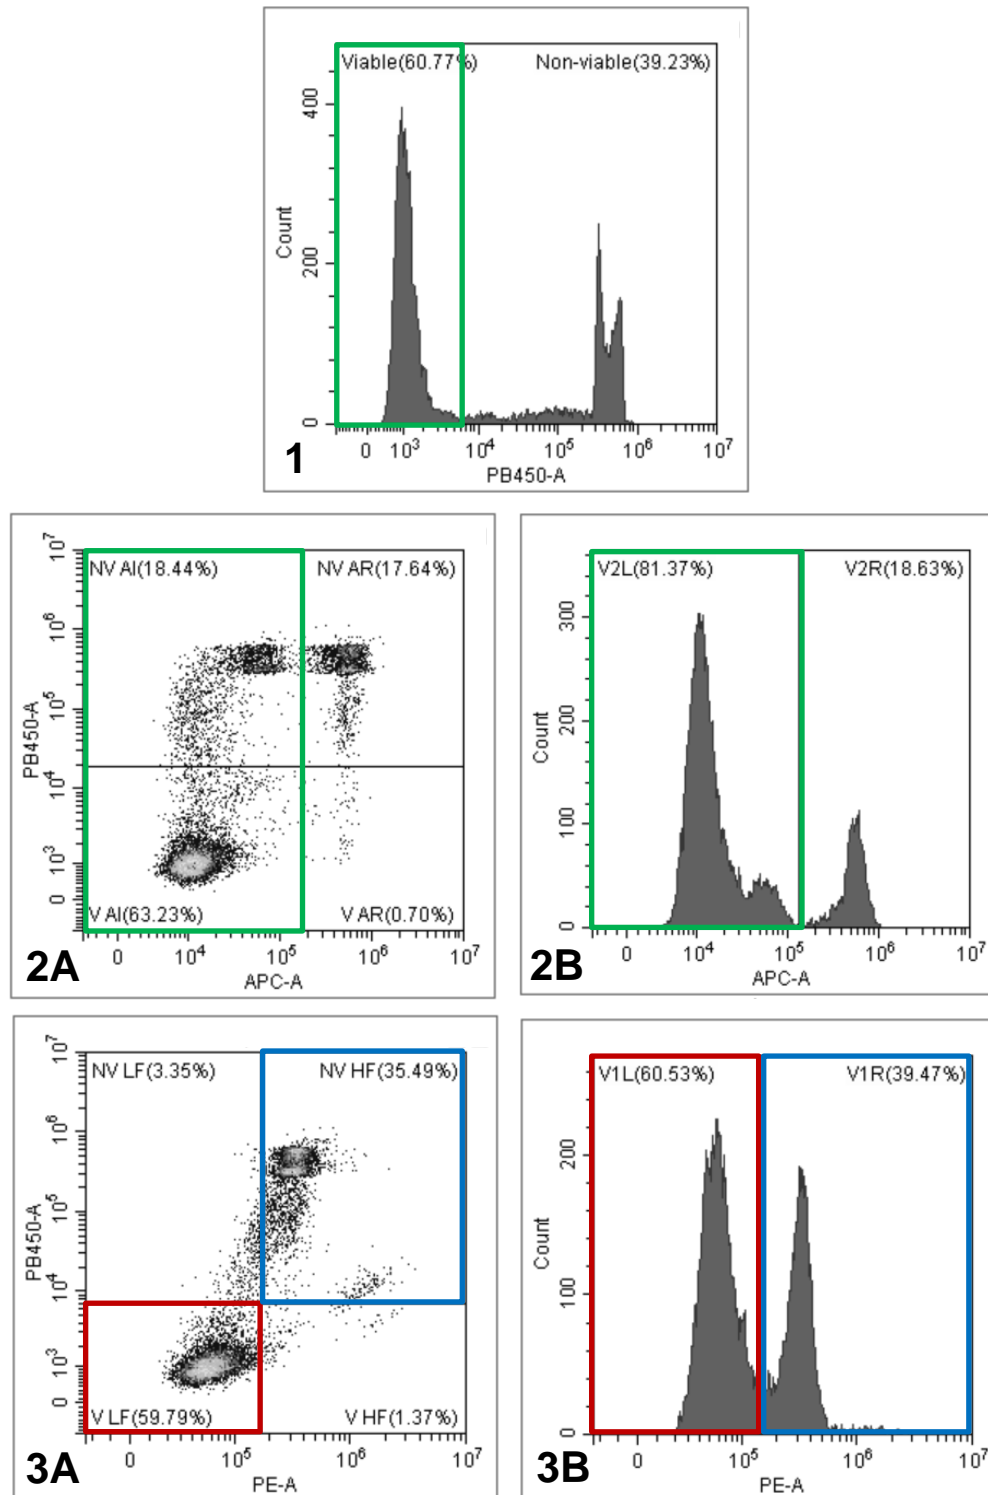 Viable(60.77%) Non-viable(39.23%)
400
200
0
Count
0 10³ 10⁴ 10⁵ 10⁶ 10⁷
PB450-A
1
NV AI(18.44%) NV AR(17.64%)
10⁷
10⁶
10⁵
10⁴
10³
0
PB450-A
V AI(63.23%) V AR(0.70%)
0 10⁴ 10⁵ 10⁶ 10⁷
APC-A
2A
V2L(81.37%) V2R(18.63%)
300
200
100
0
Count
0 10⁴ 10⁵ 10⁶ 10⁷
APC-A
2B
NV LF(3.35%) NV HF(35.49%)
10⁷
10⁶
10⁵
10⁴
10³
0
PB450-A
V LF(59.79%) V HF(1.37%)
0 10⁵ 10⁶ 10⁷
PE-A
3A
V1L(60.53%) V1R(39.47%)
200
100
0
Count
0 10⁵ 10⁶ 10⁷
PE-A
3B